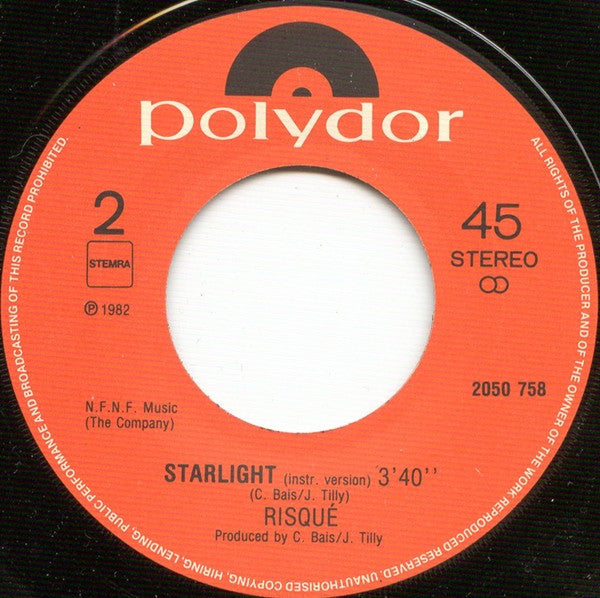 polydor
2
45
STEMRA
STEREO
℗ 1982
2050 758
N.F.N.F. Music
(The Company)
STARLIGHT (instr. version) 3'40''
(C. Bais/J. Tilly)
RISQUÉ
Produced by C. Bais/J. Tilly
ALL RIGHTS OF THE PRODUCER AND OF THE OWNER OF THE WORK REPRODUCED RESERVED. UNAUTHORISED COPYING, HIRING, LENDING, PUBLIC PERFORMANCE AND BROADCASTING OF THIS RECORD PROHIBITED.